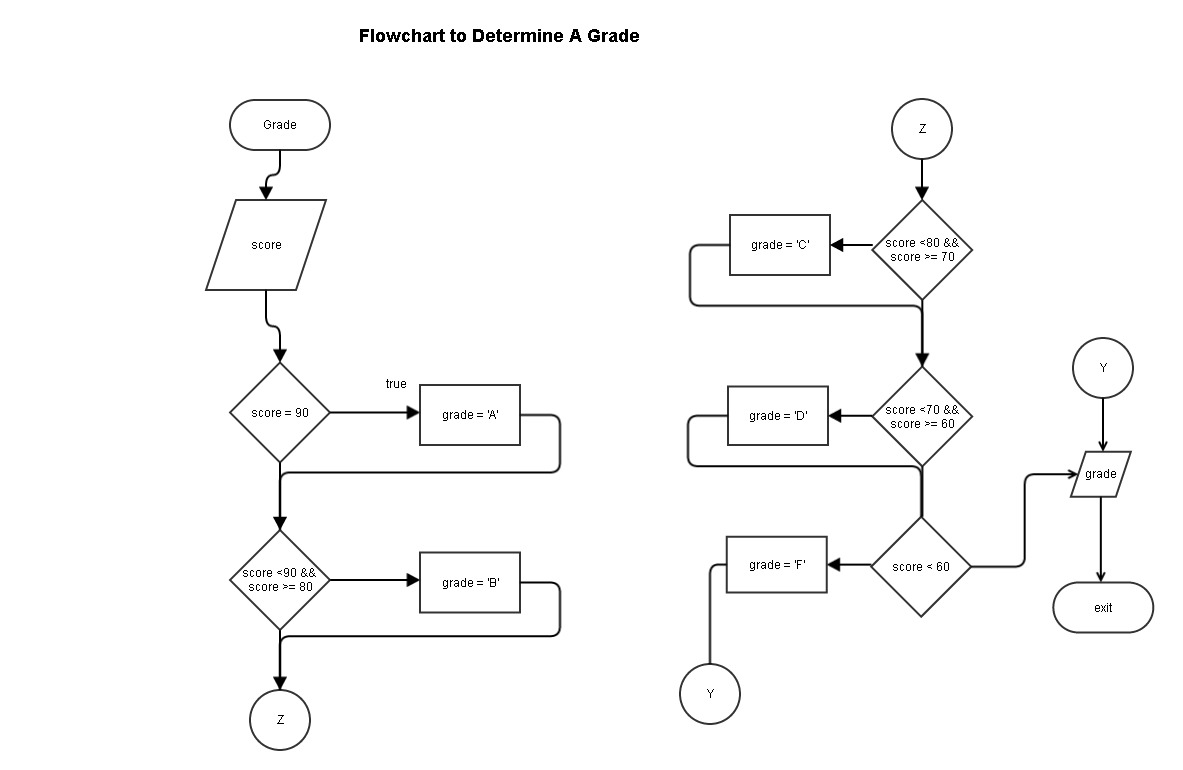 Flowchart to Determine A Grade
Grade
score
score = 90
true
grade = 'A'
score <90 &&
score >= 80
grade = 'B'
Z
Z
score <80 &&
score >= 70
grade = 'C'
score <70 &&
score >= 60
grade = 'D'
score < 60
grade = 'F'
Y
Y
grade
exit